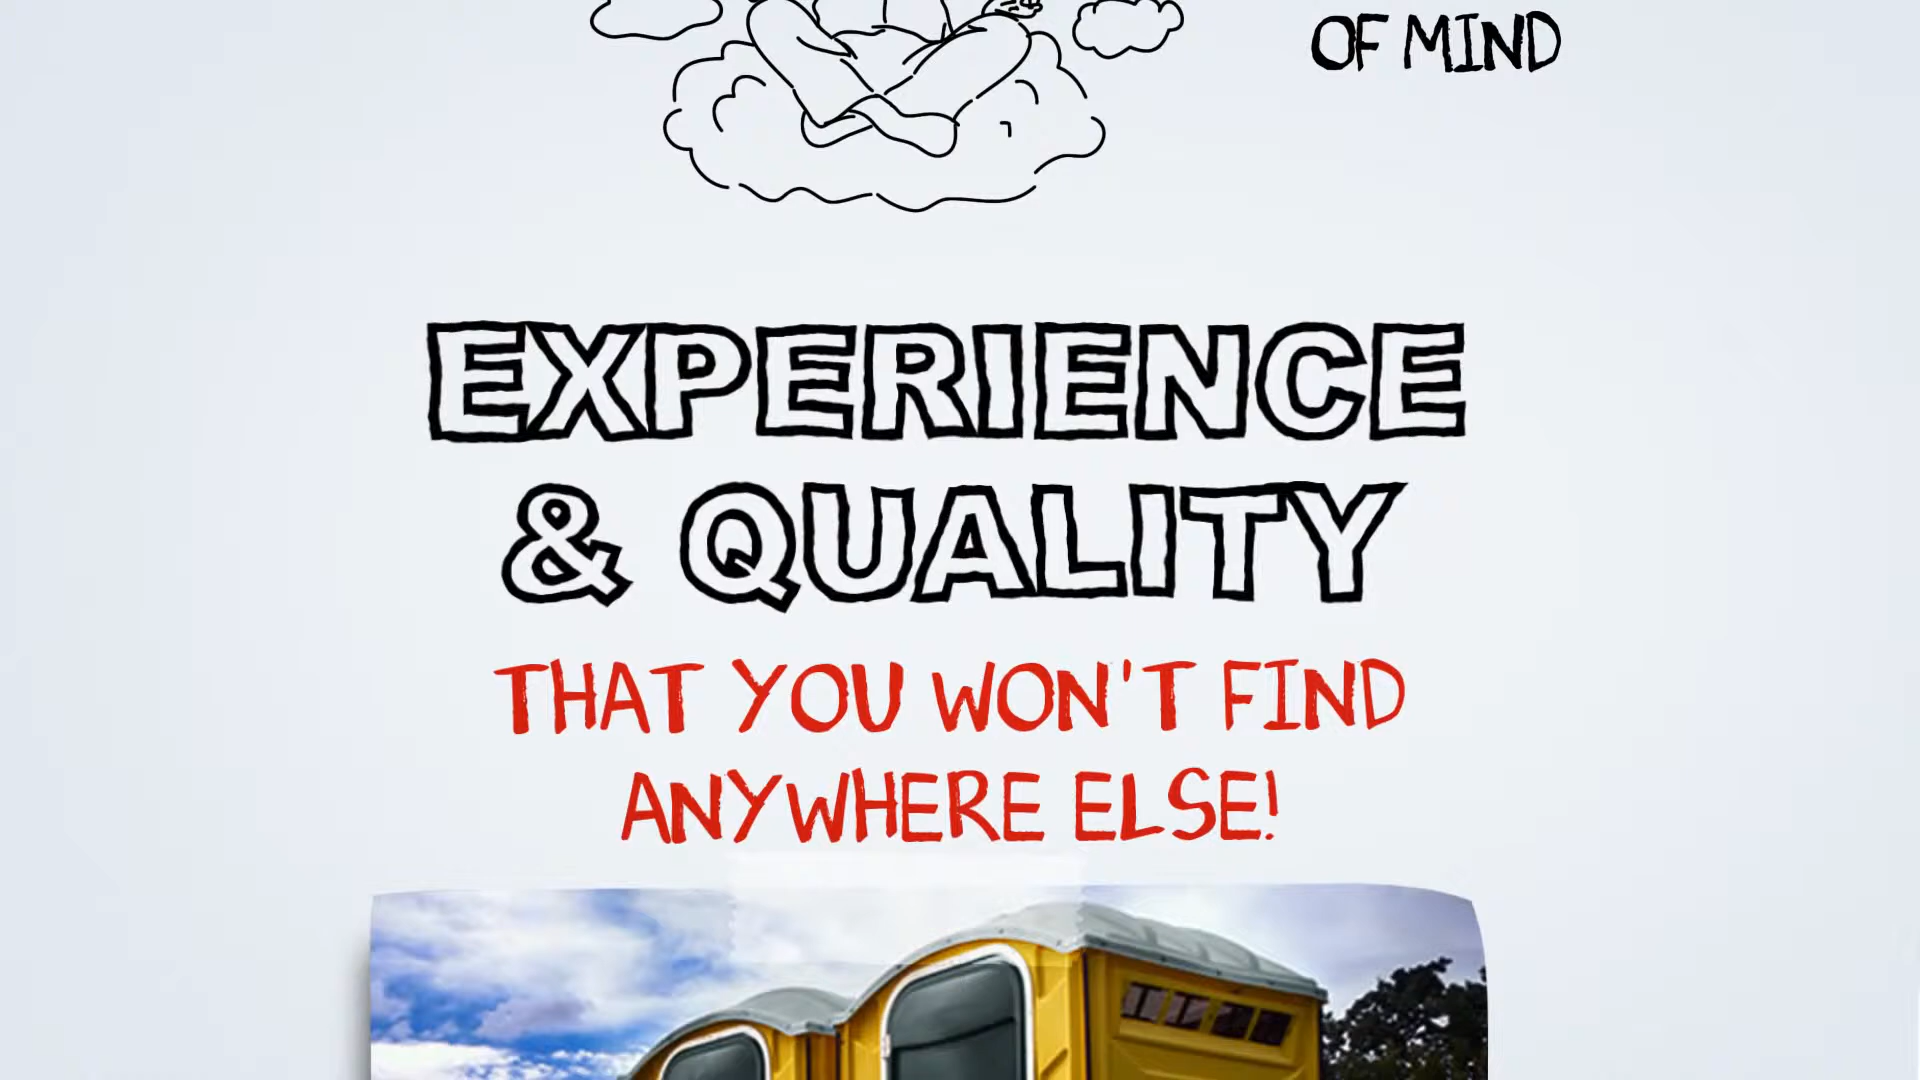 OF MIND
EXPERIENCE
& QUALITY
THAT YOU WON'T FIND
ANYWHERE ELSE!